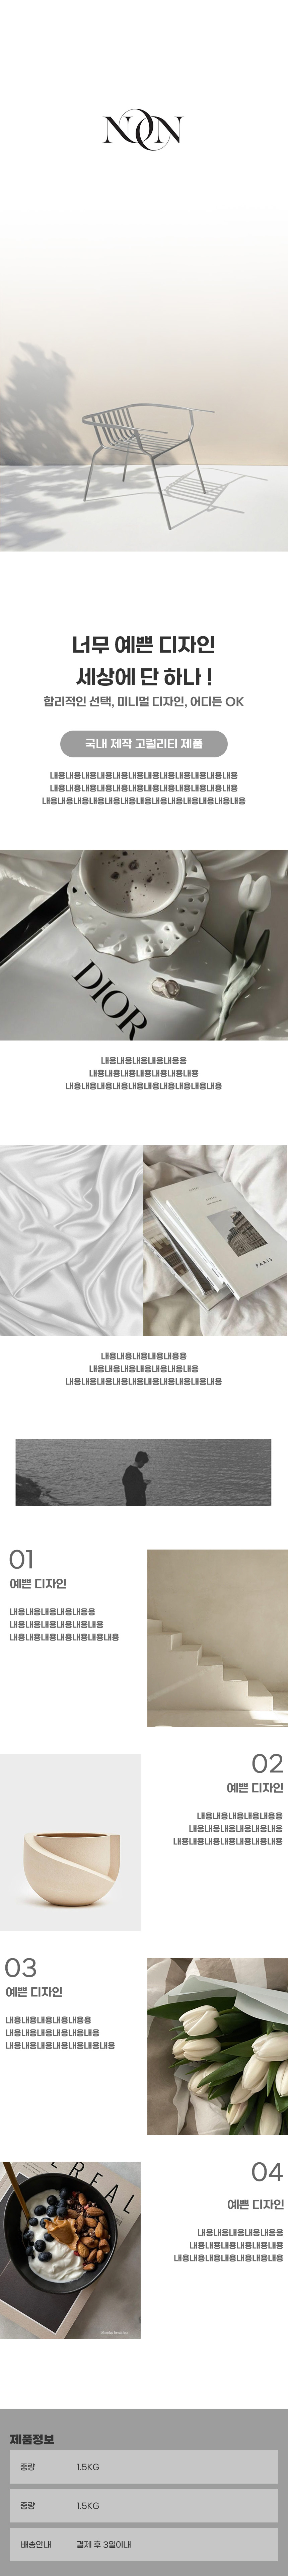 NON
너무 예쁜 디자인
세상에 단 하나 !
합리적인 선택, 미니멀 디자인, 어디든 OK
국내 제작 고퀄리티 제품
내용내용내용내용내용내용내용내용내용내용내용내용
내용내용내용내용내용내용내용내용내용내용내용내용
내용내용내용내용내용내용내용내용내용내용내용내용내용
DIOR
내용내용내용내용내용용
내용내용내용내용내용내용내용
내용내용내용내용내용내용내용내용내용내용
PARIS
내용내용내용내용내용용
내용내용내용내용내용내용내용
내용내용내용내용내용내용내용내용내용내용
01
예쁜 디자인
내용내용내용내용내용용
내용내용내용내용내용내용
내용내용내용내용내용내용내용
02
예쁜 디자인
내용내용내용내용내용용
내용내용내용내용내용내용
내용내용내용내용내용내용내용
03
예쁜 디자인
내용내용내용내용내용용
내용내용내용내용내용내용
내용내용내용내용내용내용내용
EREAL
04
예쁜 디자인
내용내용내용내용내용용
내용내용내용내용내용내용
내용내용내용내용내용내용내용
제품정보
중량 1.5KG
중량 1.5KG
배송안내 결제 후 3일이내